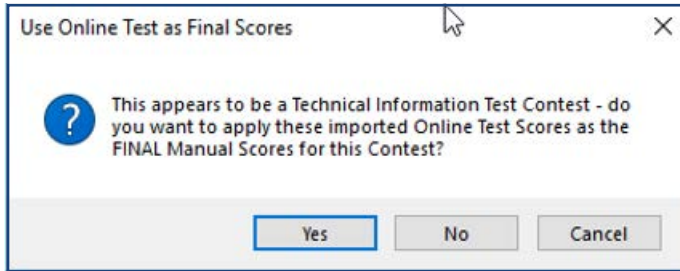 Use Online Test as Final Scores
This appears to be a Technical Information Test Contest - do
you want to apply these imported Online Test Scores as the
FINAL Manual Scores for this Contest?
Yes No Cancel